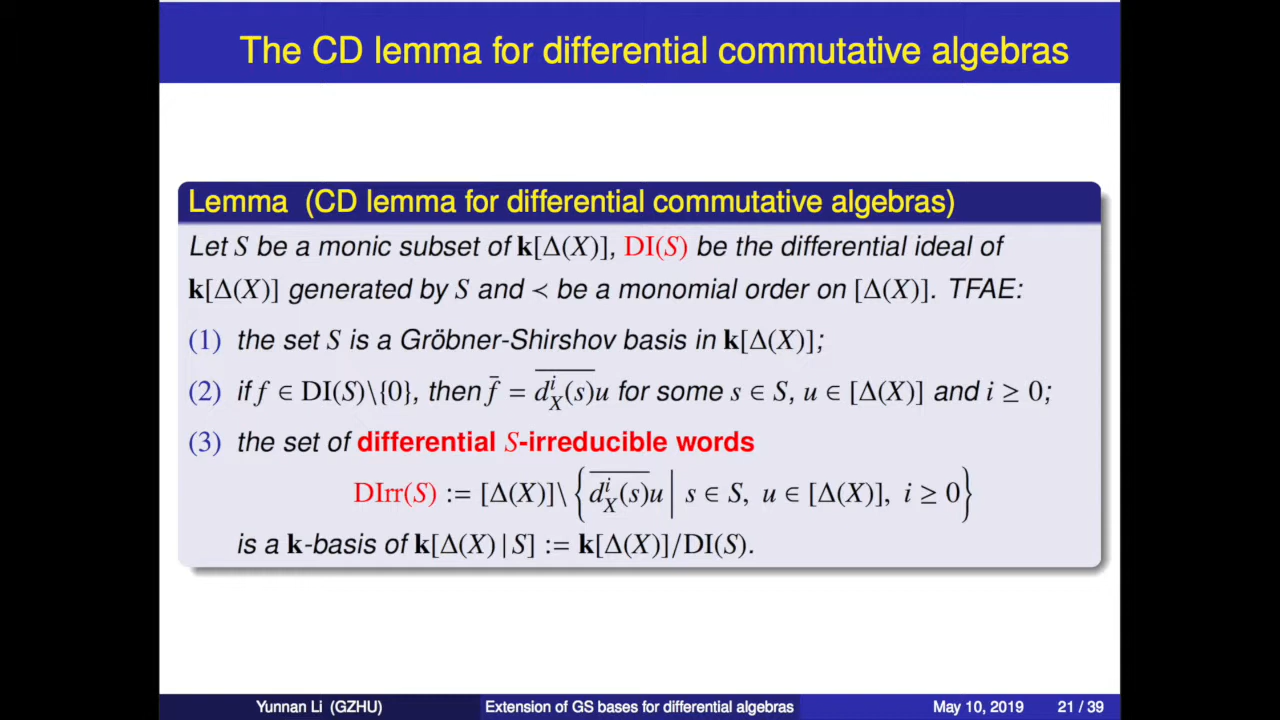 The CD lemma for differential commutative algebras
Lemma (CD lemma for differential commutative algebras)
Let S be a monic subset of k[Δ(X)], DI(S) be the differential ideal of
k[Δ(X)] generated by S and ≺ be a monomial order on [Δ(X)]. TFAE:
(1) the set S is a Gröbner-Shirshov basis in k[Δ(X)];
(2) if f ∈ DI(S)\{0}, then f̄ = \overline{d_X^i(s)}u for some s ∈ S, u ∈ [Δ(X)] and i ≥ 0;
(3) the set of differential S-irreducible words
DIrr(S) := [Δ(X)]\ { \overline{d_X^i(s)}u | s ∈ S, u ∈ [Δ(X)], i ≥ 0 }
is a k-basis of k[Δ(X) | S] := k[Δ(X)]/DI(S).
Yunnan Li (GZHU) Extension of GS bases for differential algebras May 10, 2019 21 / 39